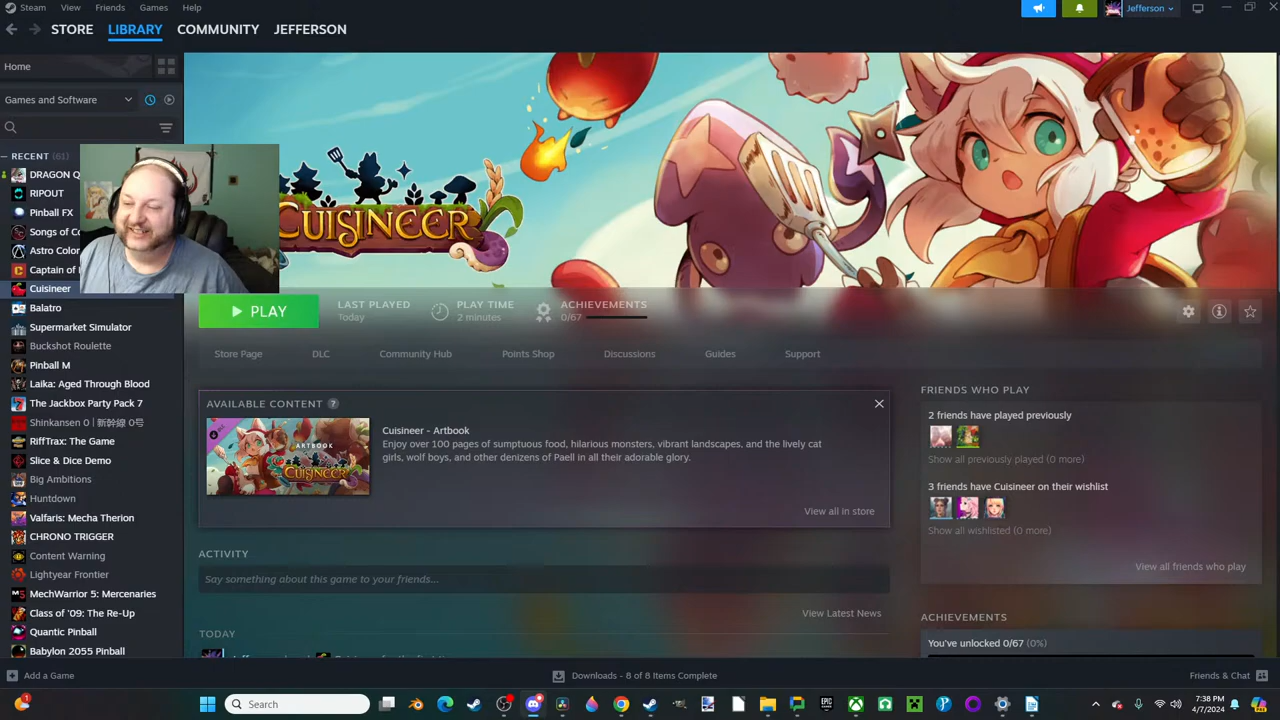 Steam View Friends Games Help
Jefferson
STORE LIBRARY COMMUNITY JEFFERSON
Home
Games and Software
RECENT (61)
DRAGON Q
RIPOUT
Pinball FX
Songs of Co
Astro Colon
Captain of I
Cuisineer
Balatro
Supermarket Simulator
Buckshot Roulette
Pinball M
Laika: Aged Through Blood
The Jackbox Party Pack 7
Shinkansen 0 | 新幹線 0号
RiffTrax: The Game
Slice & Dice Demo
Big Ambitions
Huntdown
Valfaris: Mecha Therion
CHRONO TRIGGER
Content Warning
Lightyear Frontier
MechWarrior 5: Mercenaries
Class of '09: The Re-Up
Quantic Pinball
Babylon 2055 Pinball
CUISINEER
PLAY
LAST PLAYED
Today
PLAY TIME
2 minutes
ACHIEVEMENTS
0/67
Store Page DLC Community Hub Points Shop Discussions Guides Support
AVAILABLE CONTENT ?
ARTBOOK
CUISINEER
Cuisineer - Artbook
Enjoy over 100 pages of sumptuous food, hilarious monsters, vibrant landscapes, and the lively cat
girls, wolf boys, and other denizens of Paell in all their adorable glory.
View all in store
ACTIVITY
Say something about this game to your friends...
View Latest News
TODAY
FRIENDS WHO PLAY
2 friends have played previously
Show all previously played (0 more)
3 friends have Cuisineer on their wishlist
Show all wishlisted (0 more)
View all friends who play
ACHIEVEMENTS
You've unlocked 0/67 (0%)
Add a Game
Downloads - 8 of 8 Items Complete
Friends & Chat
Search
7:38 PM
4/7/2024